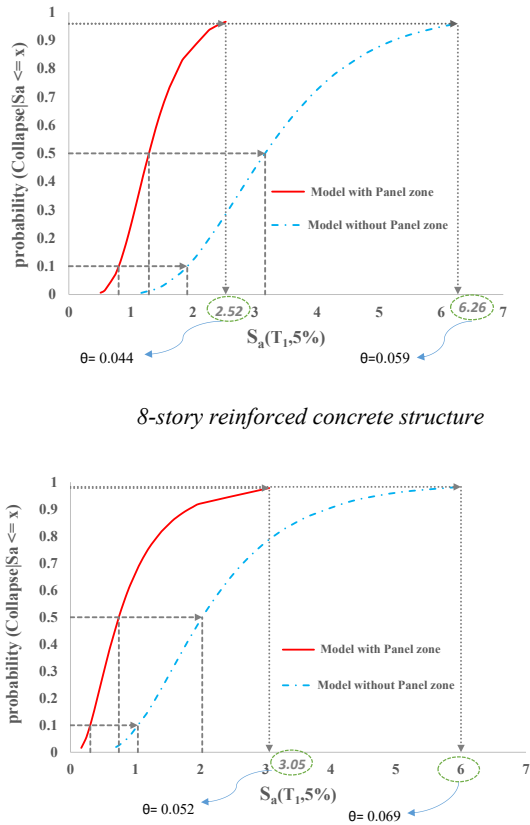 probability (Collapse|Sa <= x)
1
0.9
0.8
0.7
0.6
0.5
0.4
0.3
0.2
0.1
0
Model with Panel zone
Model without Panel zone
0 1 2 3 4 5 6 7
2.52
6.26
Sa(T1,5%)
θ= 0.044
θ=0.059
8-story reinforced concrete structure
probability (Collapse|Sa <= x)
1
0.9
0.8
0.7
0.6
0.5
0.4
0.3
0.2
0.1
0
Model with Panel zone
Model without Panel zone
3.05
0 1 2 3 4 5 6 7
Sa(T1,5%)
θ= 0.052
θ= 0.069